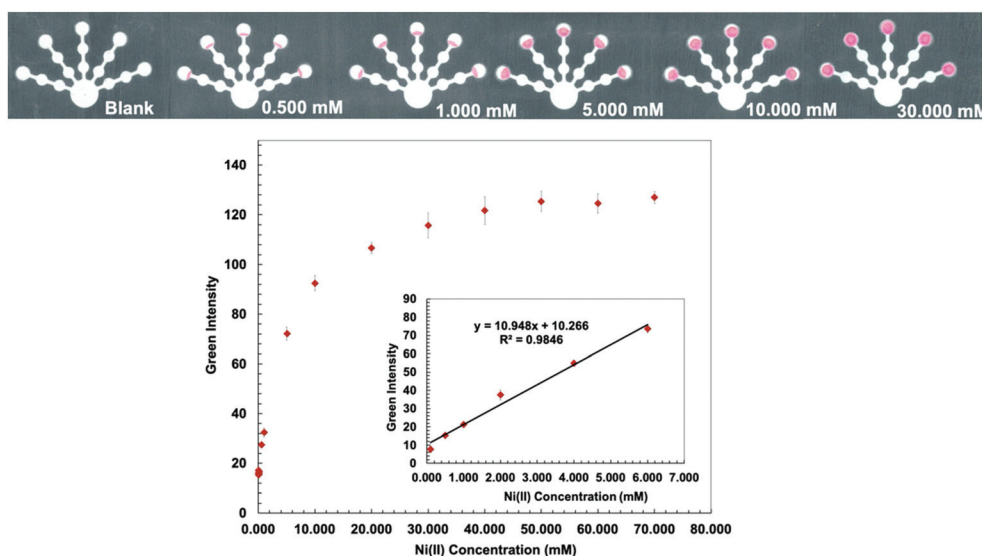 Blank
0.500 mM
1.000 mM
5.000 mM
10.000 mM
30.000 mM
140
120
100
80
60
40
20
0
Green Intensity
0.000 10.000 20.000 30.000 40.000 50.000 60.000 70.000 80.000
Ni(II) Concentration (mM)
90
80
70
60
50
40
30
20
10
0
Green Intensity
y = 10.948x + 10.266
R² = 0.9846
0.000 1.000 2.000 3.000 4.000 5.000 6.000 7.000
Ni(II) Concentration (mM)